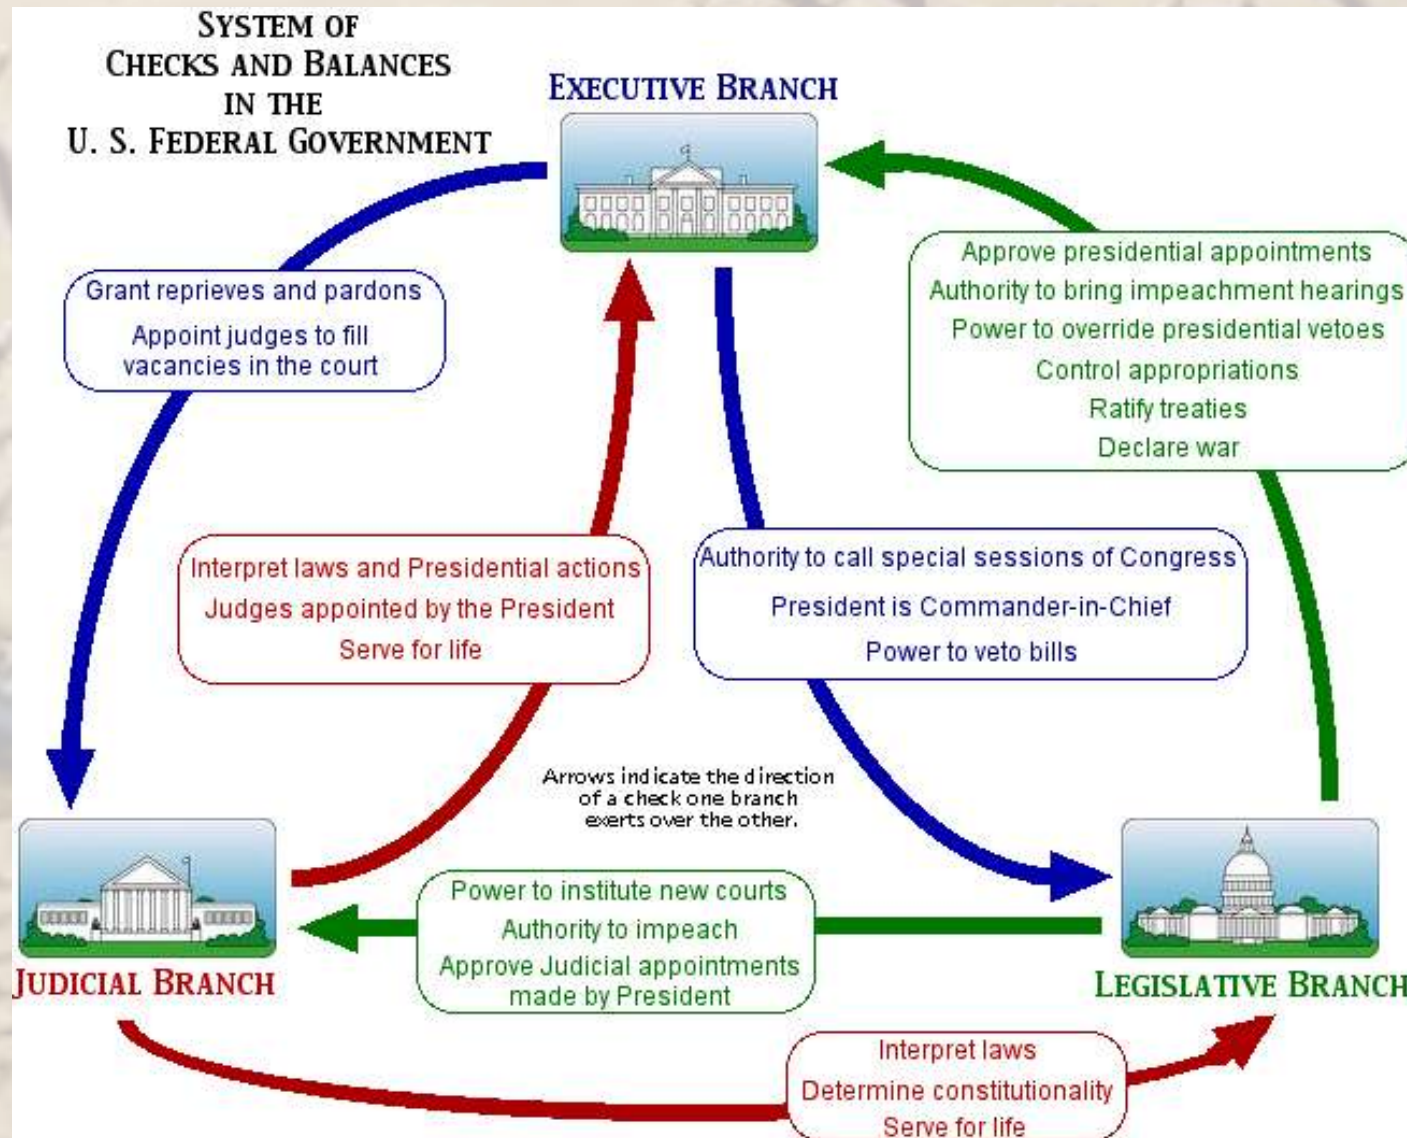 SYSTEM OF
CHECKS AND BALANCES
IN THE
U. S. FEDERAL GOVERNMENT
EXECUTIVE BRANCH
Grant reprieves and pardons
Appoint judges to fill
vacancies in the court
Approve presidential appointments
Authority to bring impeachment hearings
Power to override presidential vetoes
Control appropriations
Ratify treaties
Declare war
Interpret laws and Presidential actions
Judges appointed by the President
Serve for life
Authority to call special sessions of Congress
President is Commander-in-Chief
Power to veto bills
Arrows indicate the direction
of a check one branch
exerts over the other.
Power to institute new courts
Authority to impeach
Approve Judicial appointments
made by President
JUDICIAL BRANCH
LEGISLATIVE BRANCH
Interpret laws
Determine constitutionality
Serve for life